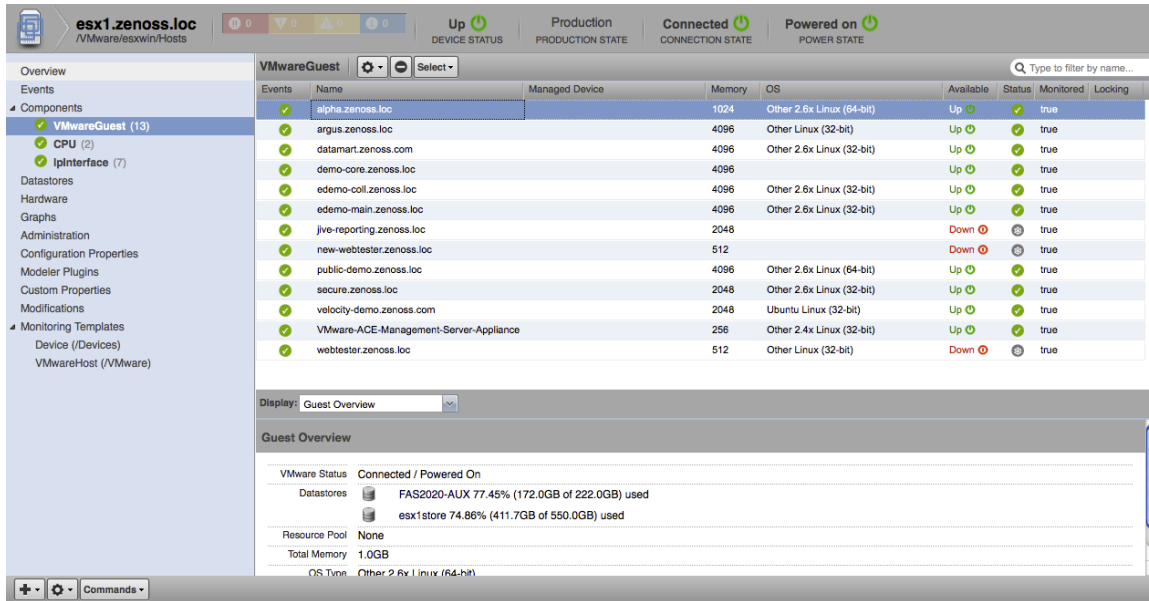 esx1.zenoss.loc
/VMware/esxwin/Hosts
0 0 0 0
Up
DEVICE STATUS
Production
PRODUCTION STATE
Connected
CONNECTION STATE
Powered on
POWER STATE
Overview
Events
Components
VMwareGuest (13)
CPU (2)
IpInterface (7)
Datastores
Hardware
Graphs
Administration
Configuration Properties
Modeler Plugins
Custom Properties
Modifications
Monitoring Templates
Device (/Devices)
VMwareHost (/VMware)
VMwareGuest Select Type to filter by name...
Events Name Managed Device Memory OS Available Status Monitored Locking
alpha.zenoss.loc 1024 Other 2.6x Linux (64-bit) Up true
argus.zenoss.loc 4096 Other Linux (32-bit) Up true
datamart.zenoss.com 4096 Other 2.6x Linux (32-bit) Up true
demo-core.zenoss.loc 4096 Up true
edemo-coll.zenoss.loc 4096 Other 2.6x Linux (32-bit) Up true
edemo-main.zenoss.loc 4096 Other 2.6x Linux (32-bit) Up true
jive-reporting.zenoss.loc 2048 Down true
new-webtester.zenoss.loc 512 Down true
public-demo.zenoss.loc 4096 Other 2.6x Linux (64-bit) Up true
secure.zenoss.loc 2048 Other 2.6x Linux (32-bit) Up true
velocity-demo.zenoss.com 2048 Ubuntu Linux (32-bit) Up true
VMware-ACE-Management-Server-Appliance 256 Other 2.4x Linux (32-bit) Up true
webtester.zenoss.loc 512 Other Linux (32-bit) Down true
Display: Guest Overview
Guest Overview
VMware Status Connected / Powered On
Datastores FAS2020-AUX 77.45% (172.0GB of 222.0GB) used
esx1store 74.86% (411.7GB of 550.0GB) used
Resource Pool None
Total Memory 1.0GB
OS Type Other 2.6x Linux (64-bit)
Commands